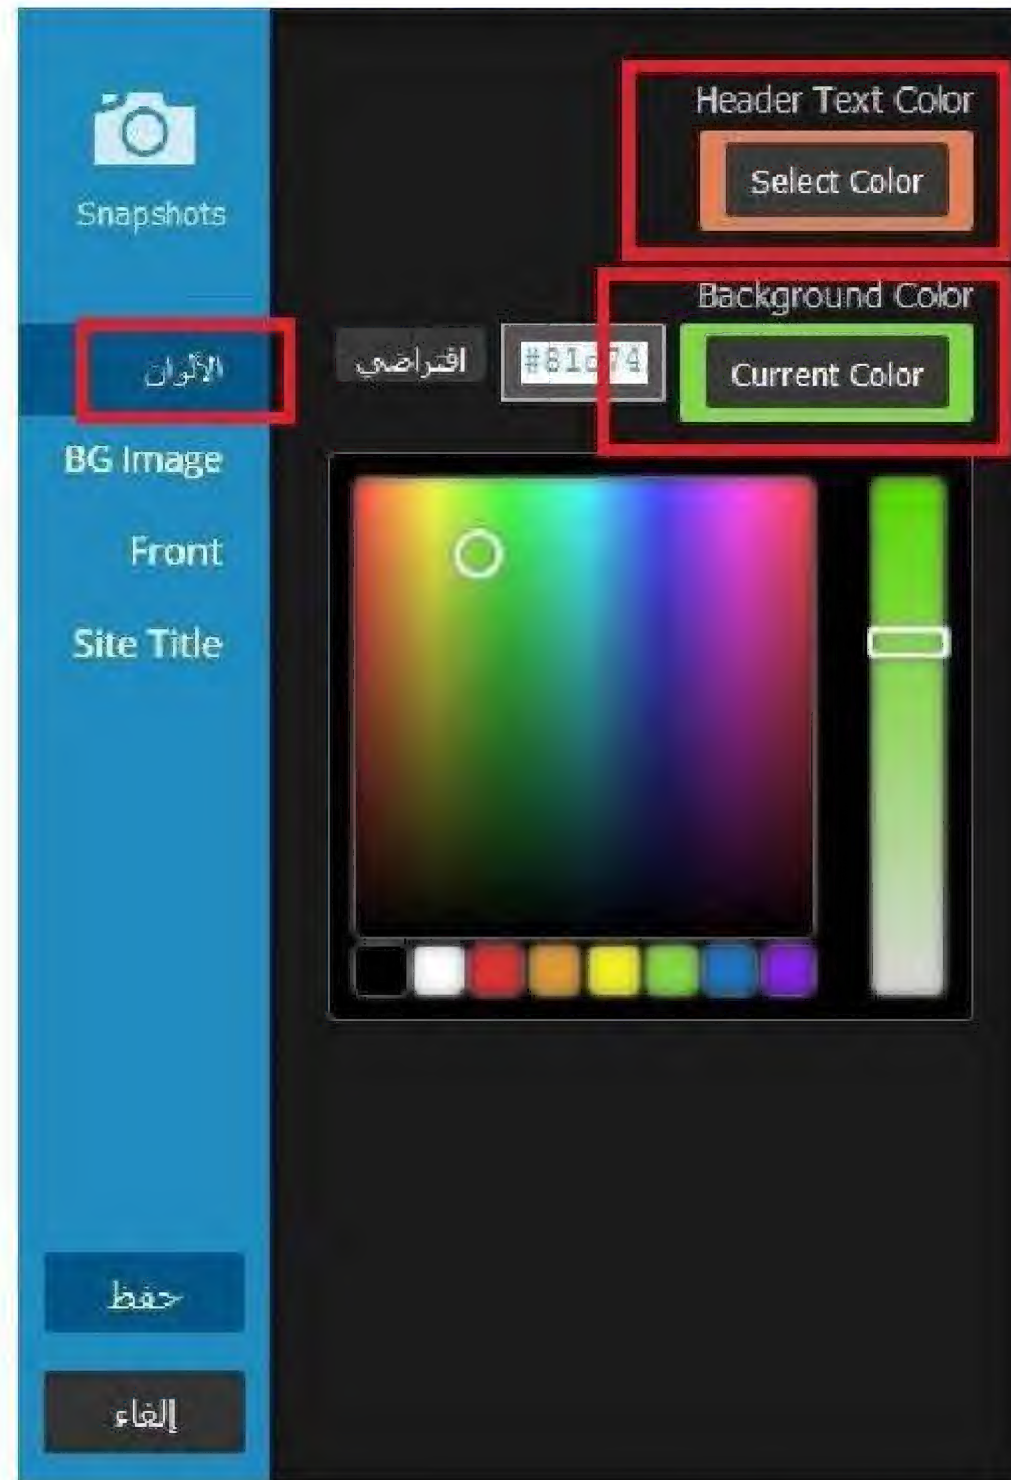 Snapshots
الألوان
BG Image
Front
Site Title
حفظ
إلغاء
Header Text Color
Select Color
Background Color
Current Color
افتراضي